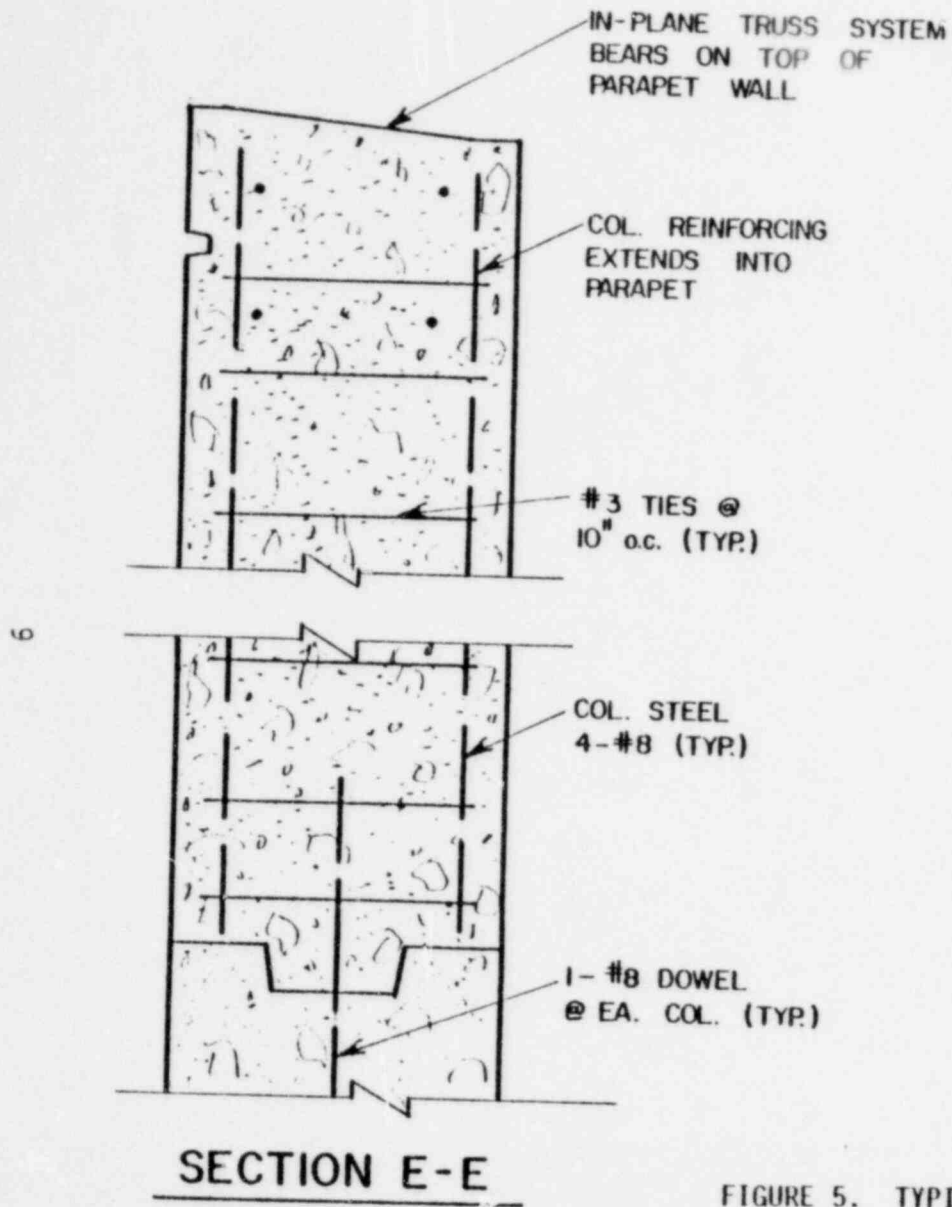 IN-PLANE TRUSS SYSTEM
BEARS ON TOP OF
PARAPET WALL
COL. REINFORCING
EXTENDS INTO
PARAPET
#3 TIES @
10" o.c. (TYP.)
9
COL. STEEL
4-#8 (TYP.)
1-#8 DOWEL
@ EA. COL. (TYP.)
SECTION E-E
FIGURE 5. TYPI